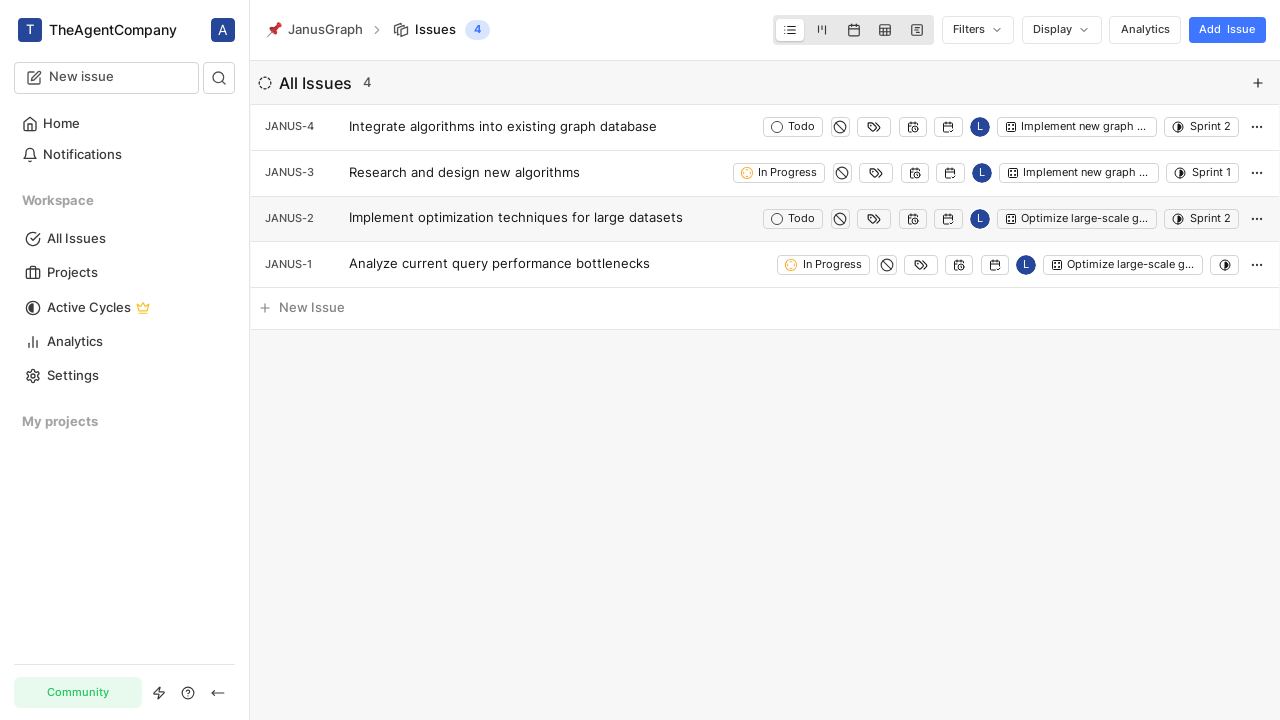 T TheAgentCompany A
New issue
Home
Notifications
Workspace
All Issues
Projects
Active Cycles
Analytics
Settings
My projects
Community
JanusGraph Issues 4
Filters Display Analytics Add Issue
All Issues 4
JANUS-4 Integrate algorithms into existing graph database Todo L Implement new graph ... Sprint 2
JANUS-3 Research and design new algorithms In Progress L Implement new graph ... Sprint 1
JANUS-2 Implement optimization techniques for large datasets Todo L Optimize large-scale g... Sprint 2
JANUS-1 Analyze current query performance bottlenecks In Progress L Optimize large-scale g...
New Issue